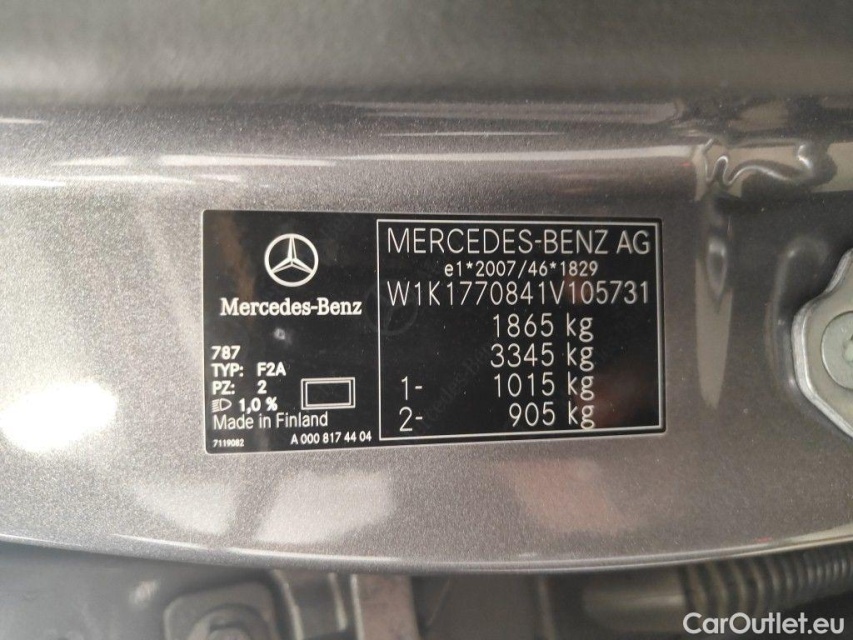 Mercedes-Benz
787
TYP: F2A
PZ: 2
1,0 %
Made in Finland
7119082
A 000 817 44 04
MERCEDES-BENZ AG
e1*2007/46*1829
W1K1770841V105731
1865 kg
3345 kg
1- 1015 kg
2- 905 kg
CarOutlet.eu